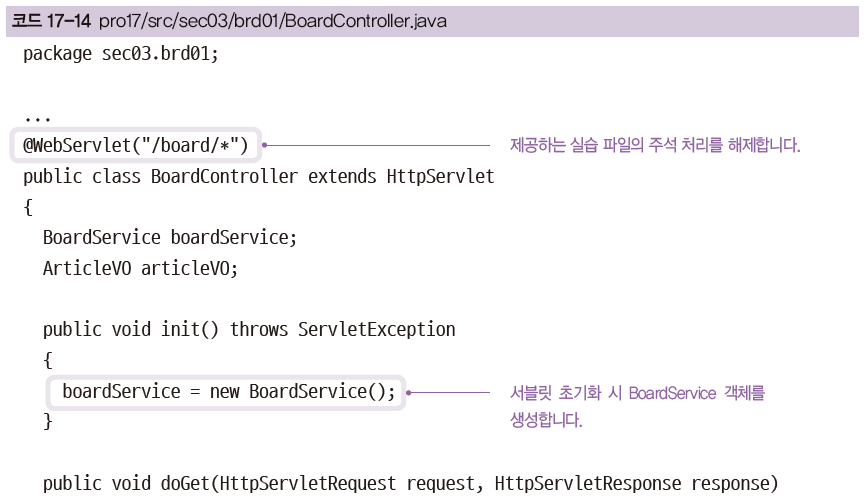 코드 17-14 pro17/src/sec03/brd01/BoardController.java
package sec03.brd01;
...
@WebServlet("/board/*")
제공하는 실습 파일의 주석 처리를 해제합니다.
public class BoardController extends HttpServlet
{
BoardService boardService;
ArticleVO articleVO;
public void init() throws ServletException
{
boardService = new BoardService();
서블릿 초기화 시 BoardService 객체를
생성합니다.
}
public void doGet(HttpServletRequest request, HttpServletResponse response)